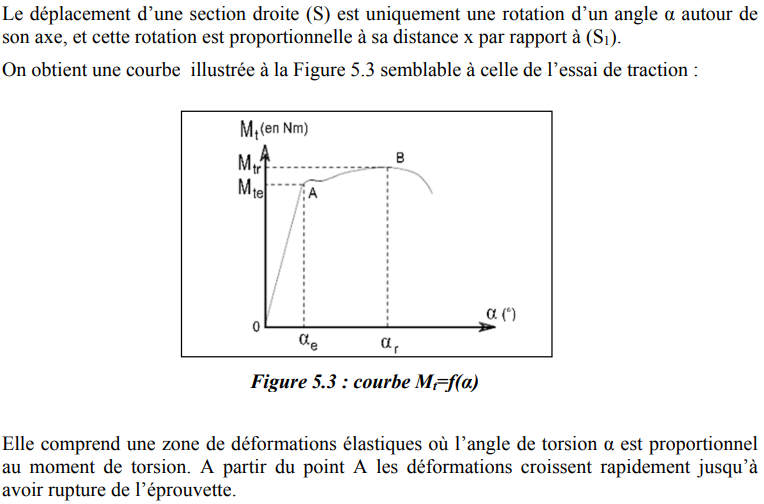 Le déplacement d'une section droite (S) est uniquement une rotation d'un angle α autour de
son axe, et cette rotation est proportionnelle à sa distance x par rapport à (S₁).
On obtient une courbe illustrée à la Figure 5.3 semblable à celle de l'essai de traction :
Mt(en Nm)
Mtr
B
Mte
A
0
α (°)
αe
αr
Figure 5.3 : courbe Mt=f(α)
Elle comprend une zone de déformations élastiques où l'angle de torsion α est proportionnel
au moment de torsion. A partir du point A les déformations croissent rapidement jusqu'à
avoir rupture de l'éprouvette.